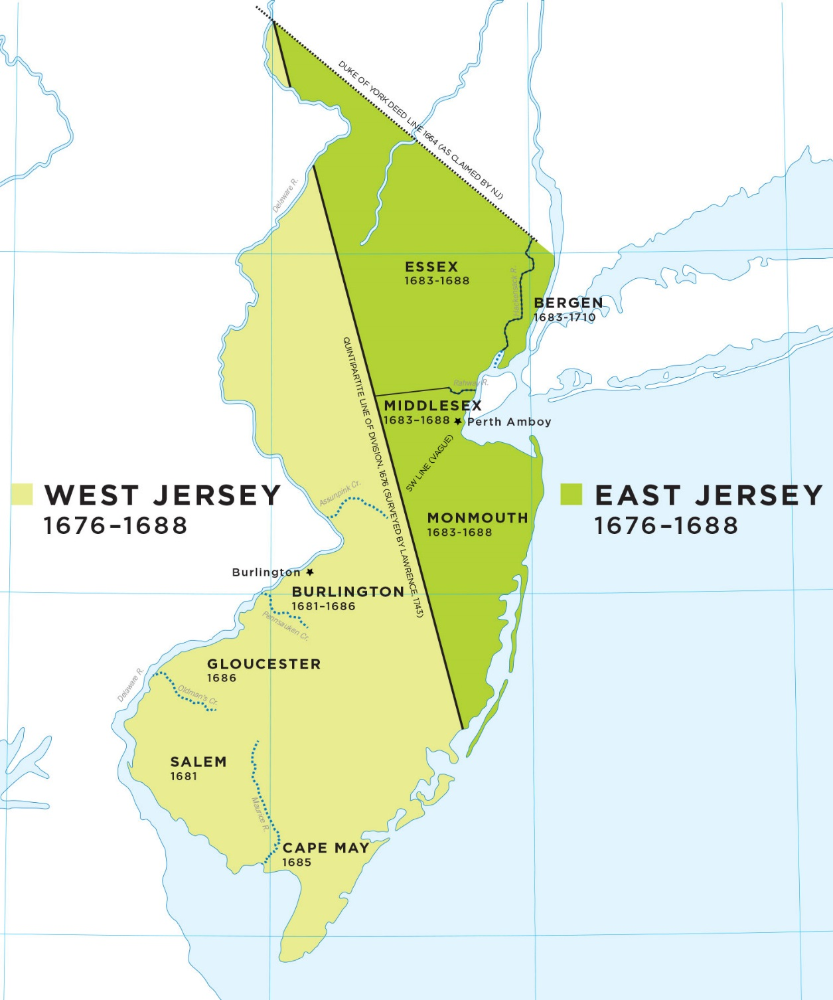 DUKE OF YORK DEED LINE 1664 (AS CLAIMED BY NJ)
Delaware R.
ESSEX
1683-1688
Hackensack R.
BERGEN
1683-1710
QUINTIPARTITE LINE OF DIVISION, 1676 (SURVEYED BY LAWRENCE, 1743)
Rahway R.
MIDDLESEX
1683–1688
Perth Amboy
SW LINE (VAGUE)
Assunpink Cr.
WEST JERSEY
1676–1688
EAST JERSEY
1676–1688
MONMOUTH
1683-1688
Burlington
BURLINGTON
1681–1686
Pennsauken Cr.
GLOUCESTER
1686
Delaware R.
Oldman's Cr.
SALEM
1681
Maurice R.
CAPE MAY
1685